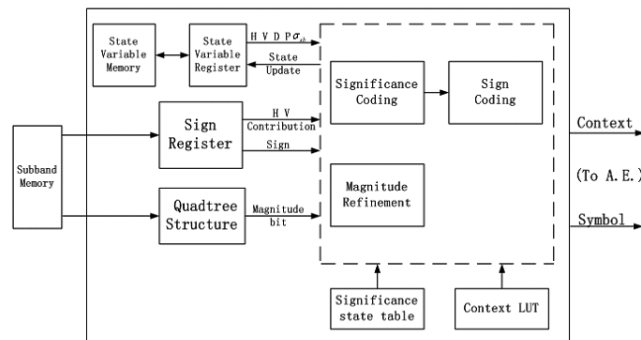 State
Variable
Memory
State
Variable
Register
H V D P σ
State
Update
Significance
Coding
Sign
Coding
Subband
Memory
Sign
Register
H V
Contribution
Sign
Quadtree
Structure
Magnitude
bit
Magnitude
Refinement
Context
(To A.E.)
Symbol
Significance
state table
Context LUT